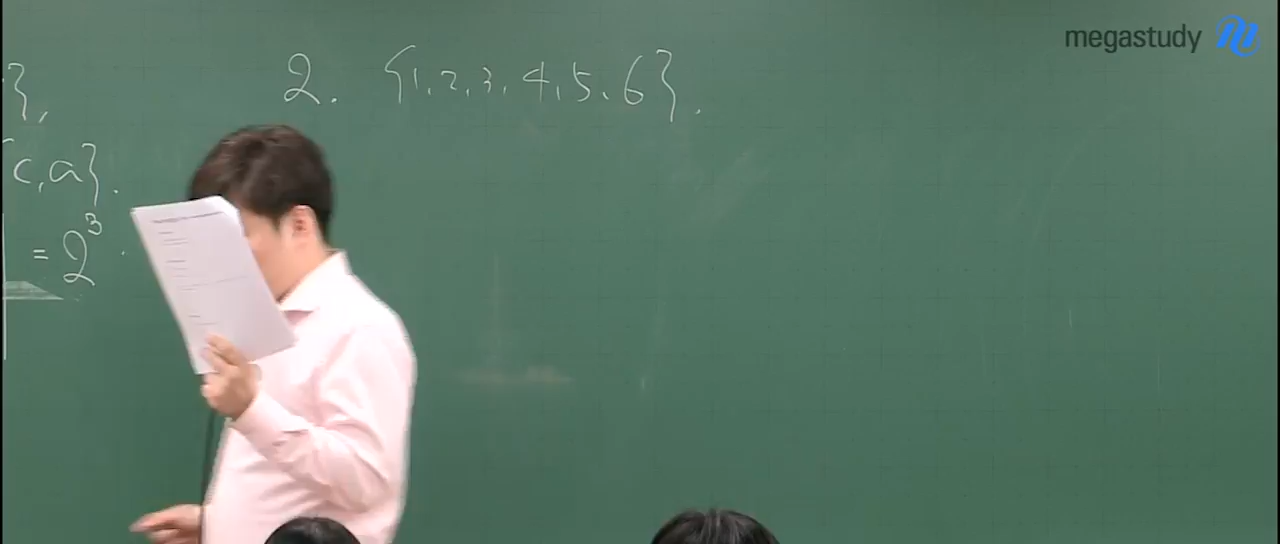 megastudy
2. {1, 2, 3, 4, 5, 6}.
},
{c, a}.
= 2³.